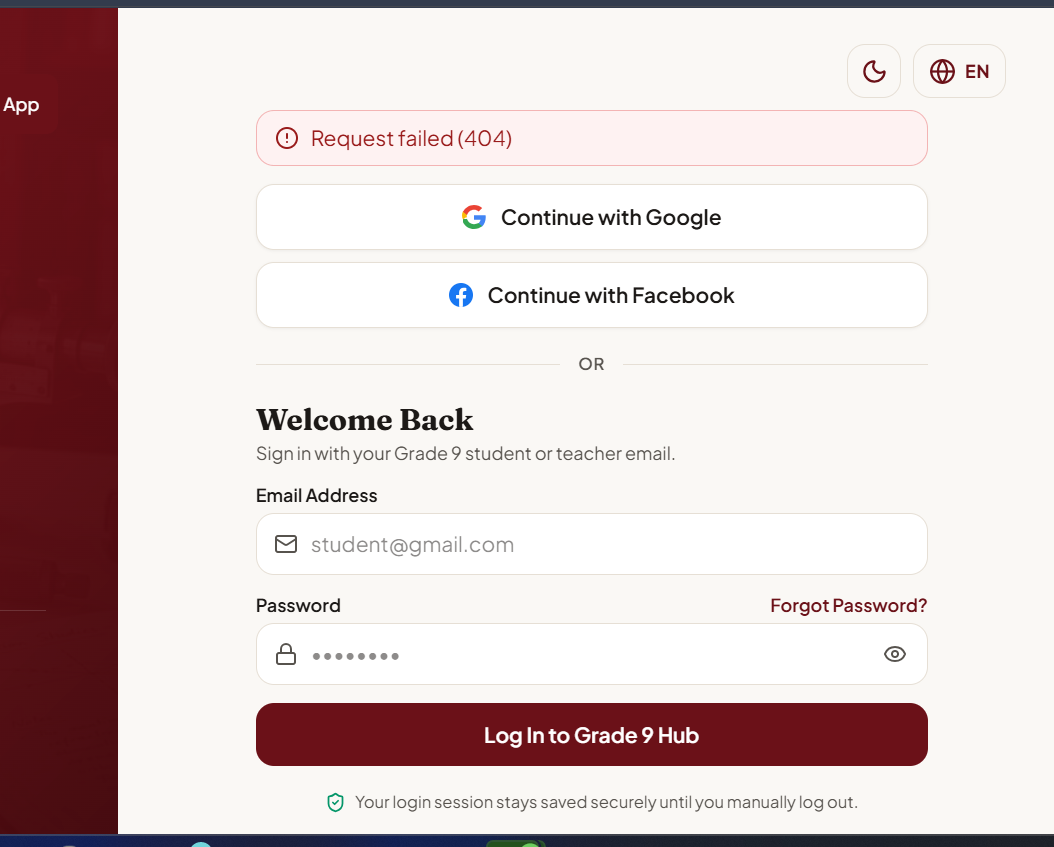 App
EN
Request failed (404)
Continue with Google
Continue with Facebook
OR
Welcome Back
Sign in with your Grade 9 student or teacher email.
Email Address
student@gmail.com
Password
Forgot Password?
Log In to Grade 9 Hub
Your login session stays saved securely until you manually log out.